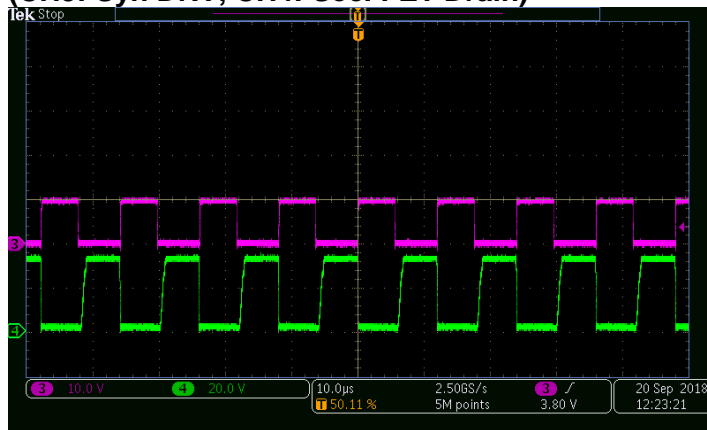 Tek Stop
T
T
3
4
3 10.0 V 4 20.0 V 10.0µs 2.50GS/s 3 ∫ 20 Sep 2018
T 50.11 % 5M points 3.80 V 12:23:21